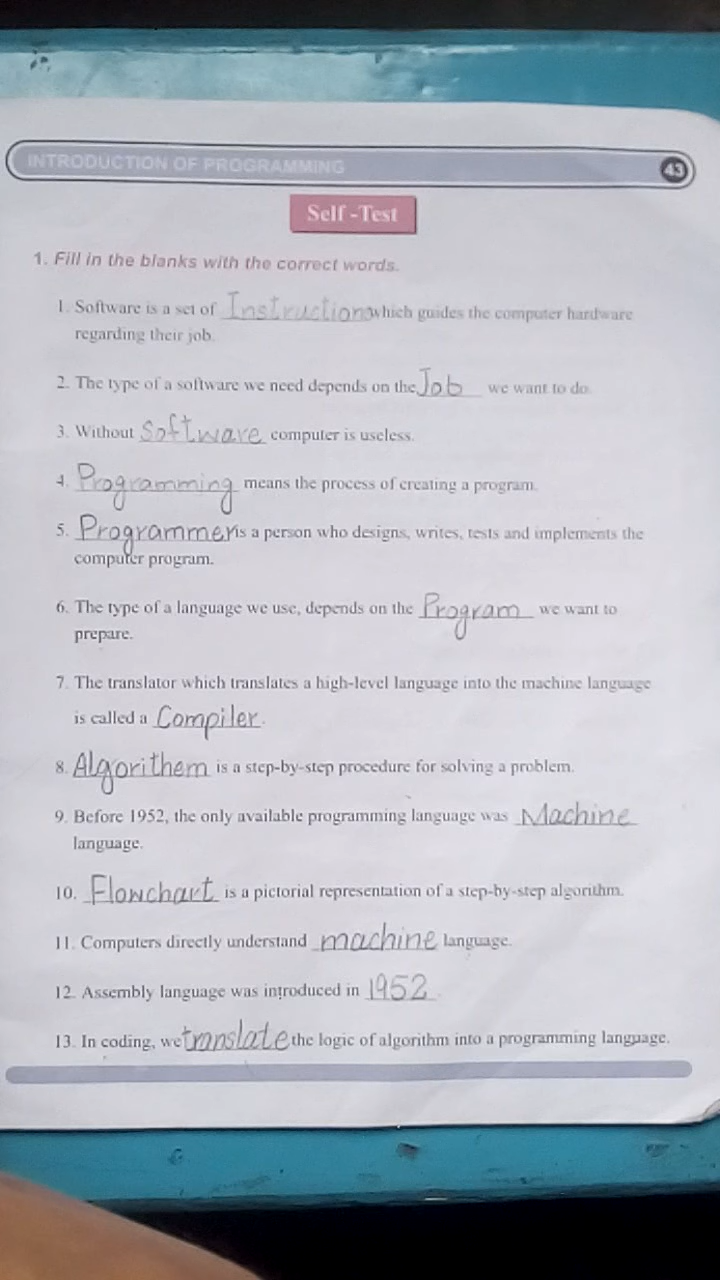 INTRODUCTION OF PROGRAMMING 43
Self -Test
1. Fill in the blanks with the correct words.
1. Software is a set of Instructions which guides the computer hardware
regarding their job.
2. The type of a software we need depends on the Job we want to do.
3. Without Software computer is useless.
4. Programming means the process of creating a program.
5. Programmer is a person who designs, writes, tests and implements the
computer program.
6. The type of a language we use, depends on the Program we want to
prepare.
7. The translator which translates a high-level language into the machine language
is called a Compiler.
8. Algorithem is a step-by-step procedure for solving a problem.
9. Before 1952, the only available programming language was Machine
language.
10. Flowchart is a pictorial representation of a step-by-step algorithm.
11. Computers directly understand machine language.
12. Assembly language was introduced in 1952.
13. In coding, we translate the logic of algorithm into a programming language.